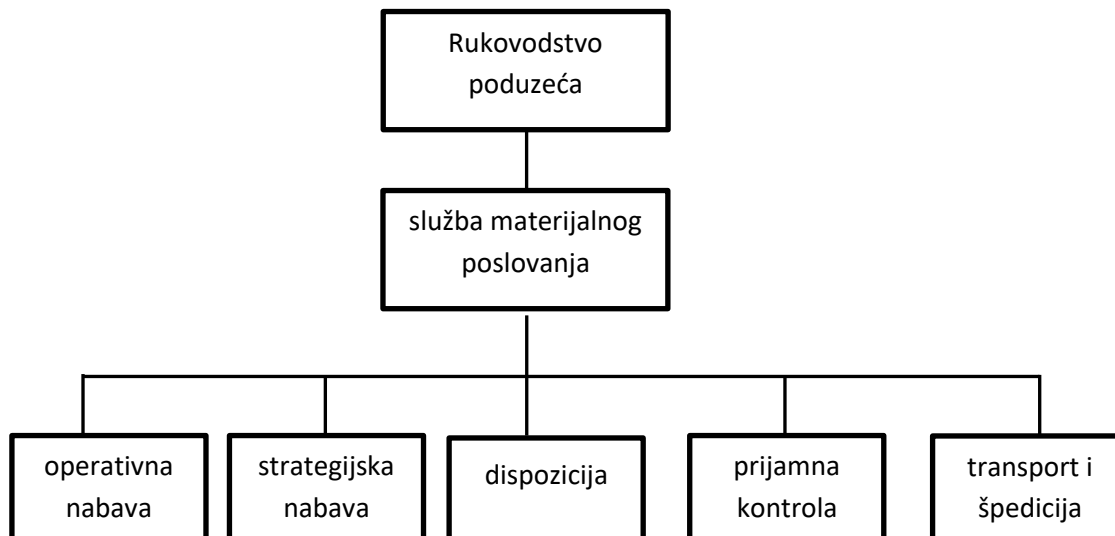 Rukovodstvo
poduzeća
služba materijalnog
poslovanja
operativna
nabava
strategijska
nabava
dispozicija
prijamna
kontrola
transport i
špedicija